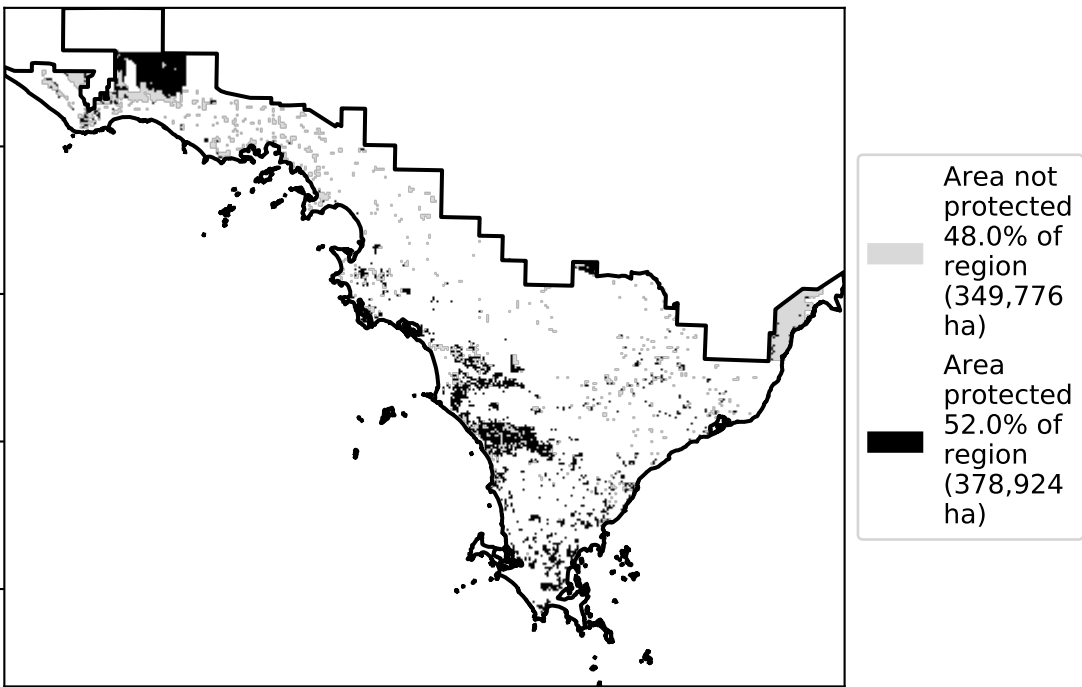 Area not
protected
48.0% of
region
(349,776
ha)
Area
protected
52.0% of
region
(378,924
ha)